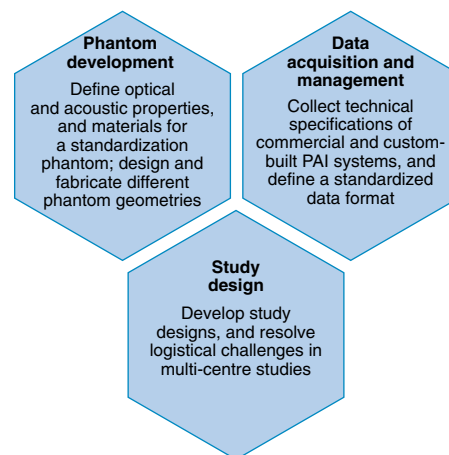 Phantom
development
Define optical
and acoustic properties,
and materials for
a standardization
phantom; design and
fabricate different
phantom geometries
Data
acquisition and
management
Collect technical
specifications of
commercial and custom-
built PAI systems, and
define a standardized
data format
Study
design
Develop study
designs, and resolve
logistical challenges in
multi-centre studies